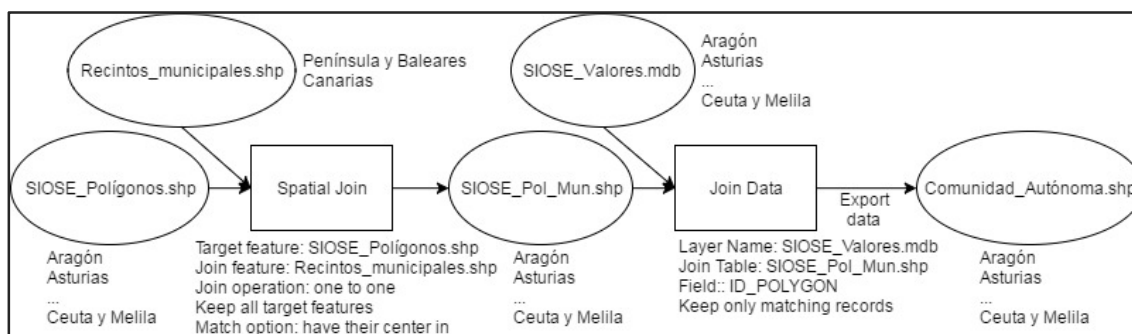 Recintos_municipales.shp
Península y Baleares
Canarias
SIOSE_Valores.mdb
Aragón
Asturias
...
Ceuta y Melila
SIOSE_Polígonos.shp
Spatial Join
SIOSE_Pol_Mun.shp
Join Data
Export
data
Comunidad_Autónoma.shp
Aragón
Asturias
...
Ceuta y Melila
Target feature: SIOSE_Polígonos.shp
Join feature: Recintos_municipales.shp
Join operation: one to one
Keep all target features
Match option: have their center in
Aragón
Asturias
...
Ceuta y Melila
Layer Name: SIOSE_Valores.mdb
Join Table: SIOSE_Pol_Mun.shp
Field:: ID_POLYGON
Keep only matching records
Aragón
Asturias
...
Ceuta y Melila